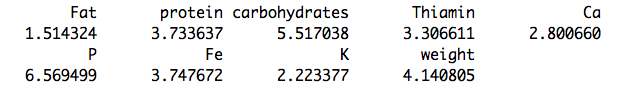 Fat protein carbohydrates Thiamin Ca
1.514324 3.733637 5.517038 3.306611 2.800660
P Fe K weight
6.569499 3.747672 2.223377 4.140805